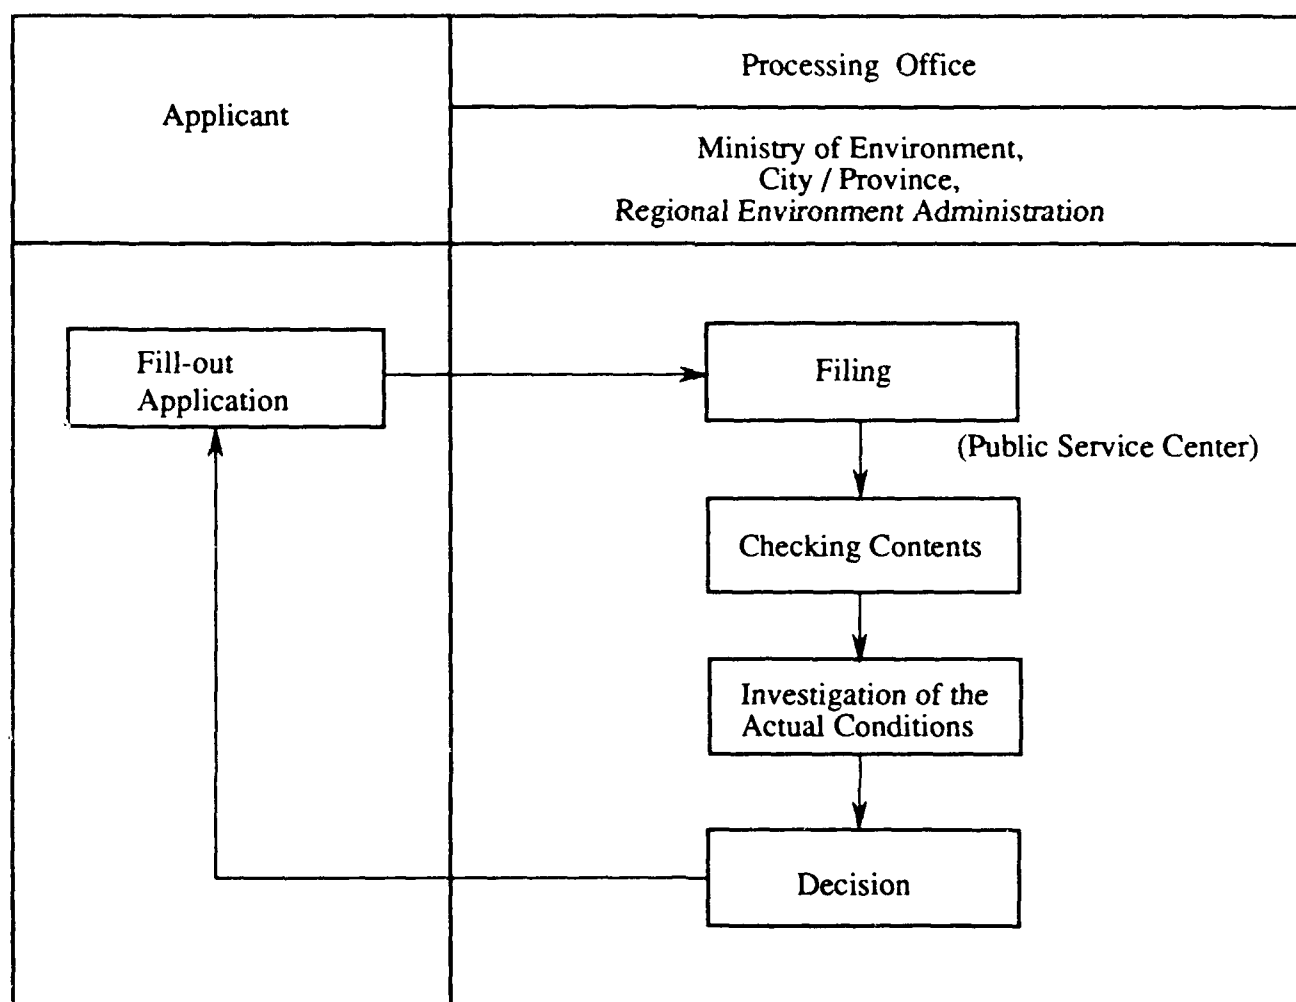 Applicant
Processing Office
Ministry of Environment,
City / Province,
Regional Environment Administration
Fill-out
Application
Filing
(Public Service Center)
Checking Contents
Investigation of the
Actual Conditions
Decision